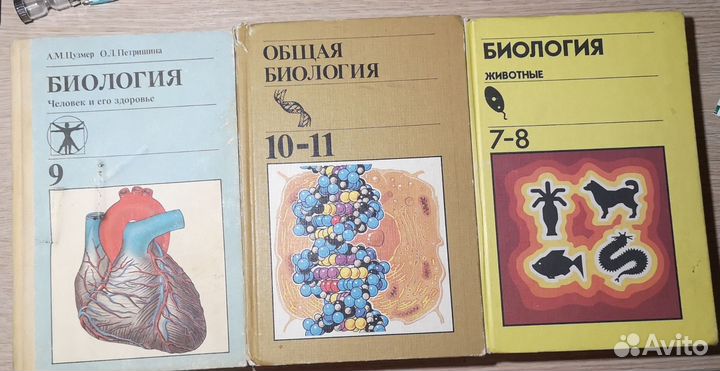 А.М.Цузмер О.Л.Петришина
БИОЛОГИЯ
Человек и его здоровье
9
ОБЩАЯ
БИОЛОГИЯ
10-11
БИОЛОГИЯ
ЖИВОТНЫЕ
7-8
Avito